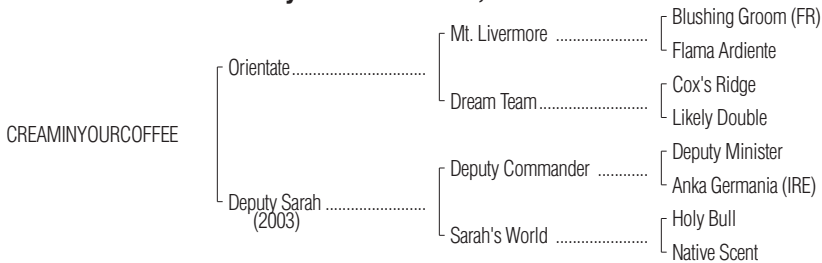 Blushing Groom (FR)
Mt. Livermore ..............
Flama Ardiente
Orientate................................
Cox's Ridge
Dream Team..........................
Likely Double
CREAMINYOURCOFFEE
Deputy Minister
Deputy Commander ............
Anka Germania (IRE)
Deputy Sarah ........................
(2003)
Holy Bull
Sarah's World ......................
Native Scent